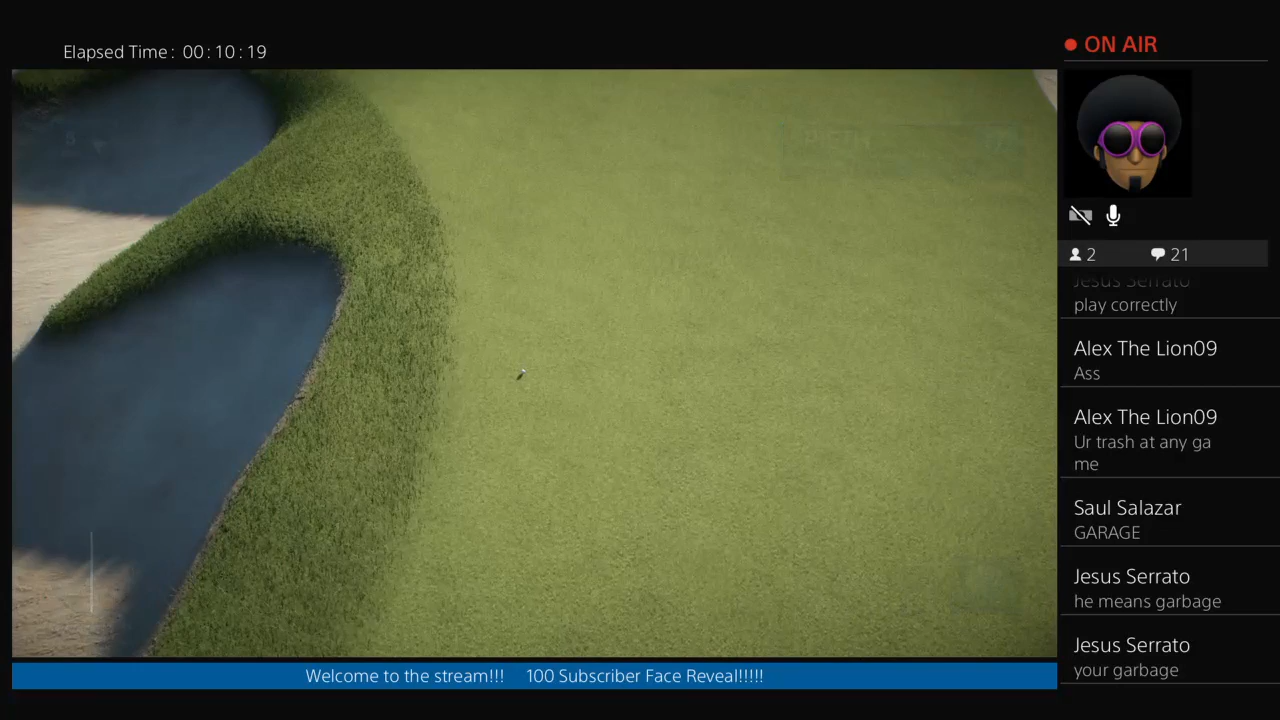 Elapsed Time: 00:10:19
ON AIR
2 21
Jesus Serrato
play correctly
Alex The Lion09
Ass
Alex The Lion09
Ur trash at any ga
me
Saul Salazar
GARAGE
Jesus Serrato
he means garbage
Jesus Serrato
your garbage
Welcome to the stream!!! 100 Subscriber Face Reveal!!!!!